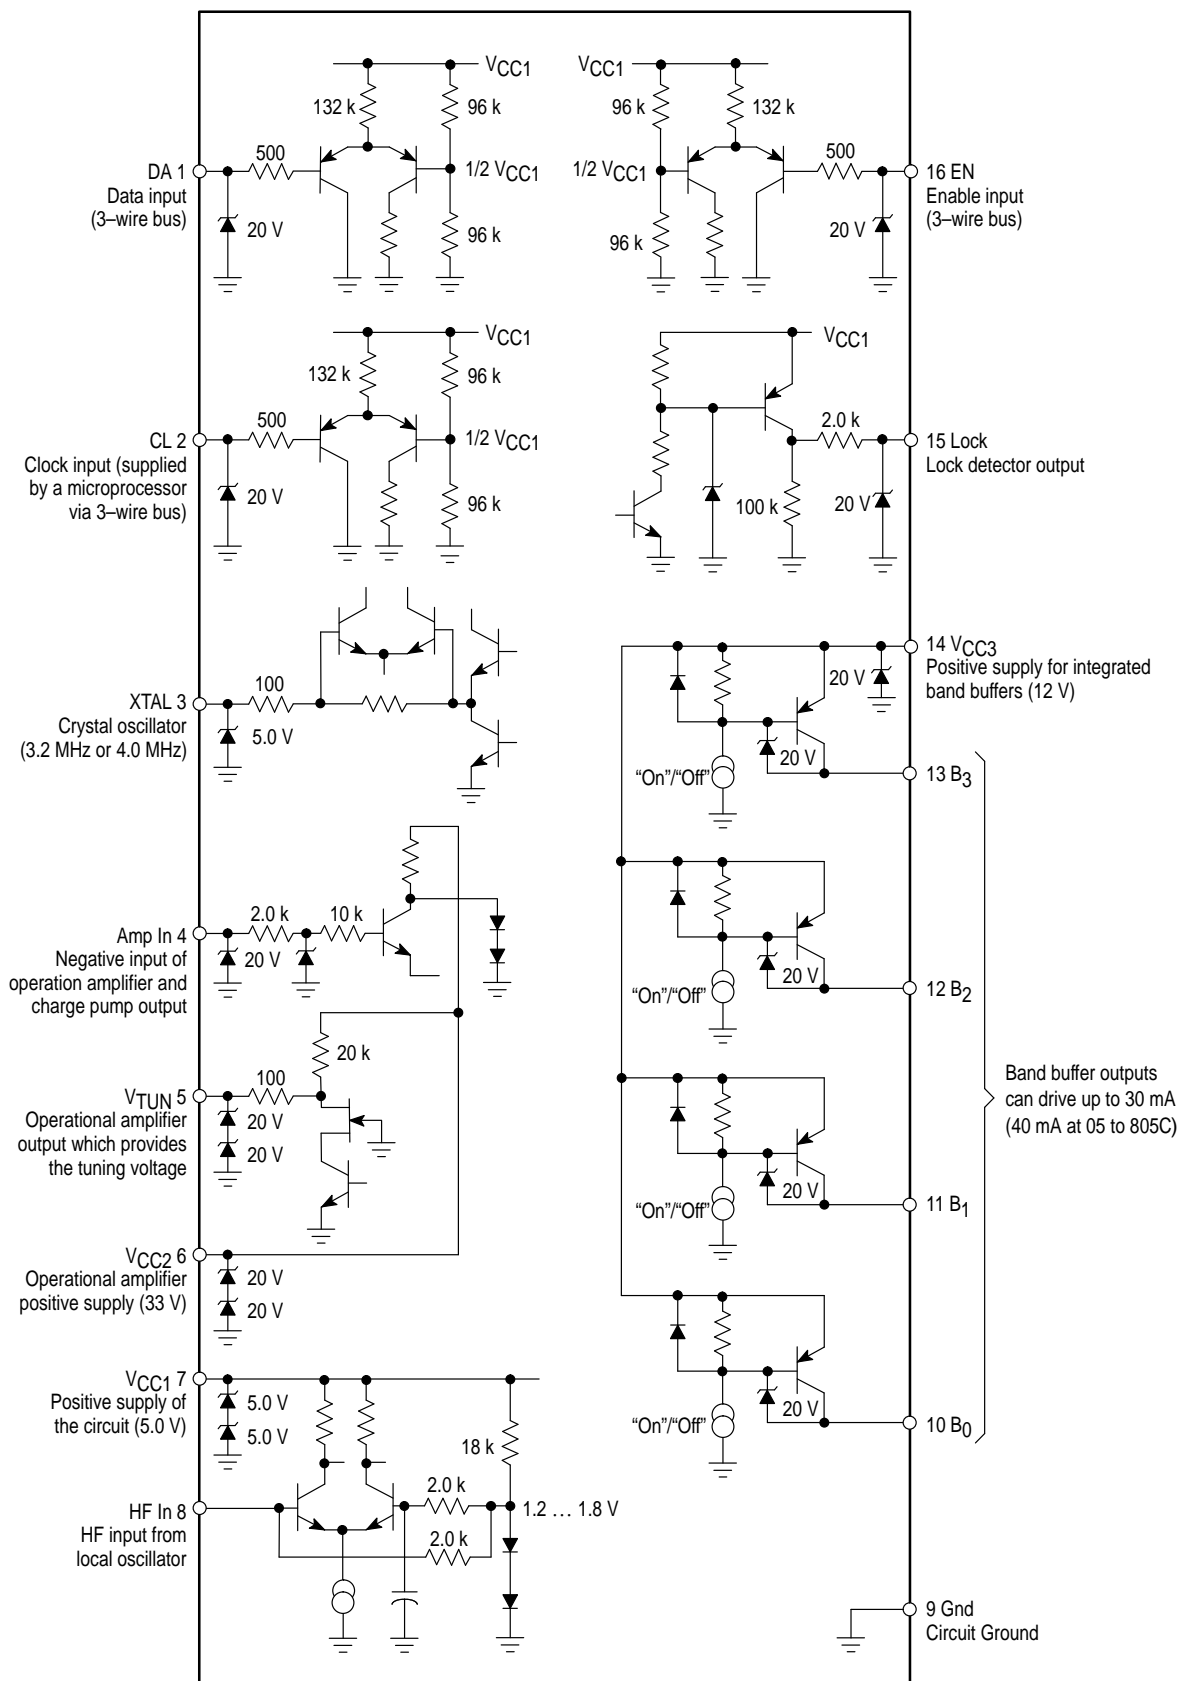 VCC1
132 k
96 k
500
DA 1
Data input
(3–wire bus)
20 V
1/2 VCC1
96 k
VCC1
96 k
132 k
1/2 VCC1
500
16 EN
Enable input
(3–wire bus)
96 k
20 V
VCC1
132 k
96 k
500
CL 2
Clock input (supplied
by a microprocessor
via 3–wire bus)
20 V
1/2 VCC1
96 k
VCC1
2.0 k
15 Lock
Lock detector output
100 k
20 V
100
XTAL 3
Crystal oscillator
(3.2 MHz or 4.0 MHz)
5.0 V
14 VCC3
Positive supply for integrated
band buffers (12 V)
20 V
20 V
“On”/“Off”
13 B3
2.0 k
10 k
Amp In 4
Negative input of
operation amplifier and
charge pump output
20 V
20 V
“On”/“Off”
12 B2
20 k
100
VTUN 5
Operational amplifier
output which provides
the tuning voltage
20 V
20 V
Band buffer outputs
can drive up to 30 mA
(40 mA at 05 to 805C)
20 V
“On”/“Off”
11 B1
VCC2 6
Operational amplifier
positive supply (33 V)
20 V
20 V
VCC1 7
Positive supply of
the circuit (5.0 V)
5.0 V
5.0 V
18 k
20 V
“On”/“Off”
10 B0
HF In 8
HF input from
local oscillator
2.0 k
1.2 … 1.8 V
2.0 k
9 Gnd
Circuit Ground